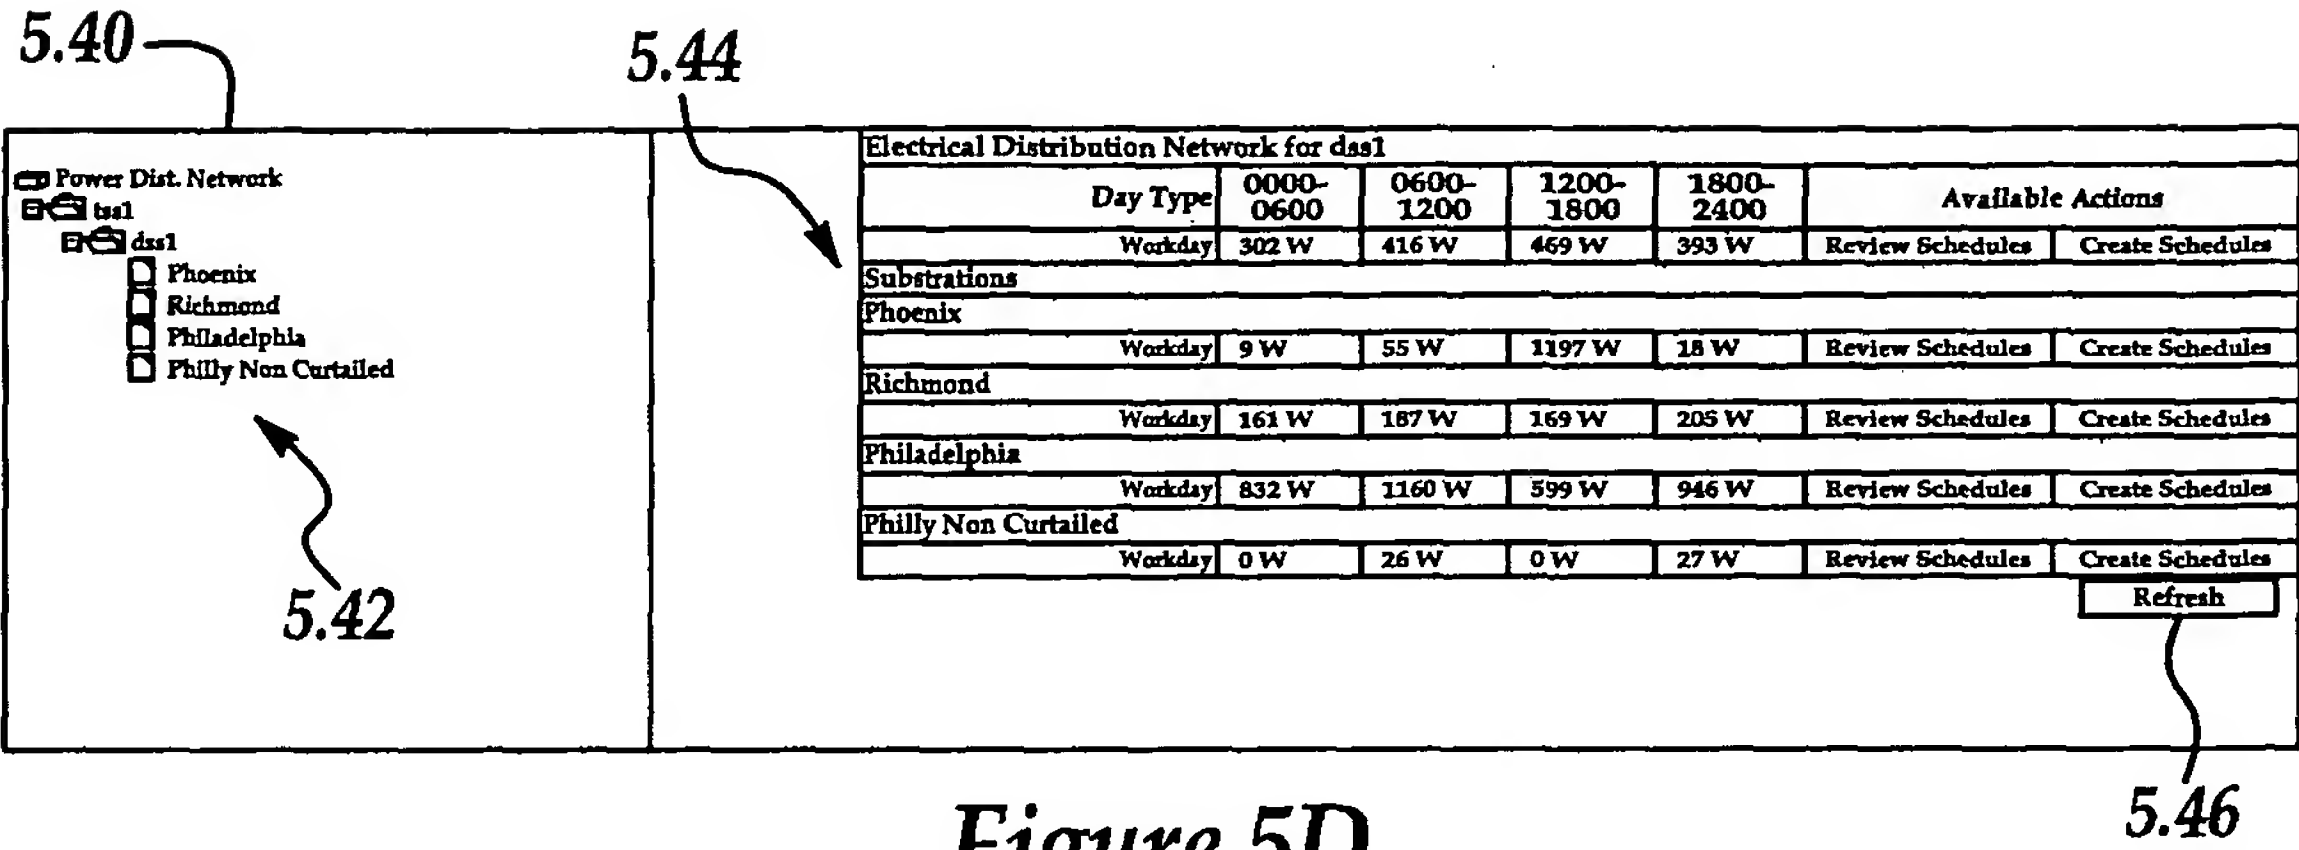 5.40
5.44
Power Dist. Network
tss1
dss1
Phoenix
Richmond
Philadelphia
Philly Non Curtailed
5.42
Electrical Distribution Network for dss1
Day Type 0000-0600 0600-1200 1200-1800 1800-2400 Available Actions
Workday 302 W 416 W 469 W 393 W Review Schedules Create Schedules
Substrations
Phoenix
Workday 9 W 55 W 1197 W 18 W Review Schedules Create Schedules
Richmond
Workday 161 W 187 W 169 W 205 W Review Schedules Create Schedules
Philadelphia
Workday 832 W 1160 W 599 W 946 W Review Schedules Create Schedules
Philly Non Curtailed
Workday 0 W 26 W 0 W 27 W Review Schedules Create Schedules
Refresh
5.46
Figure 5D